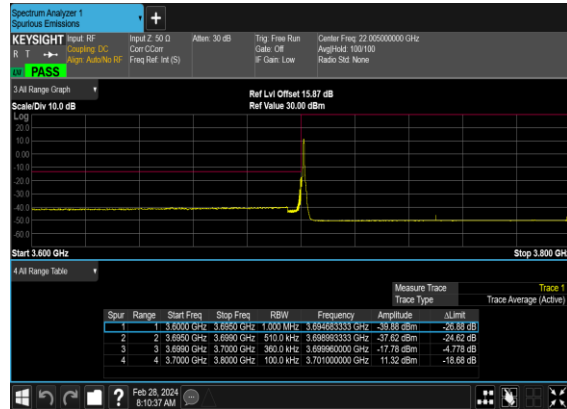 Spectrum Analyzer 1
Spurious Emissions
+
KEYSIGHT Input: RF Input Z: 50 Ω Atten: 30 dB Trig: Free Run Center Freq: 22.005000000 GHz
R T Coupling: DC Corr CCorr Gate: Off Avg|Hold: 100/100
Align: Auto/No RF Freq Ref: Int (S) IF Gain: Low Radio Std: None
LW PASS
3 All Range Graph
Ref Lvl Offset 15.87 dB
Scale/Div 10.0 dB Ref Value 30.00 dBm
Log
20.0
10.0
0.00
-10.0
-20.0
-30.0
-40.0
-50.0
-60.0
Start 3.600 GHz Stop 3.800 GHz
4 All Range Table
Measure Trace Trace 1
Trace Type Trace Average (Active)
Spur Range Start Freq Stop Freq RBW Frequency Amplitude ΔLimit
1 1 3.6000 GHz 3.6950 GHz 1.000 MHz 3.694683333 GHz -39.88 dBm -26.88 dB
2 2 3.6950 GHz 3.6990 GHz 510.0 kHz 3.698993333 GHz -37.62 dBm -24.62 dB
3 3 3.6990 GHz 3.7000 GHz 360.0 kHz 3.699960000 GHz -17.78 dBm -4.778 dB
4 4 3.7000 GHz 3.8000 GHz 100.0 kHz 3.701000000 GHz 11.32 dBm -18.68 dB
? Feb 28, 2024
8:10:37 AM